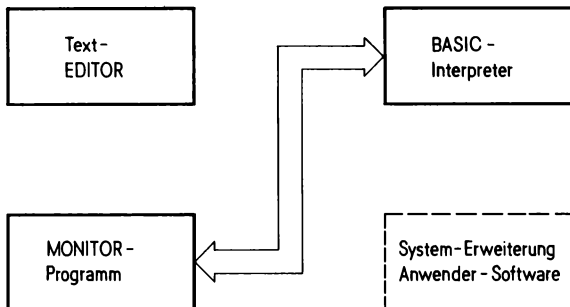 Text-
EDITOR
BASIC-
Interpreter
MONITOR-
Programm
System-Erweiterung
Anwender-Software